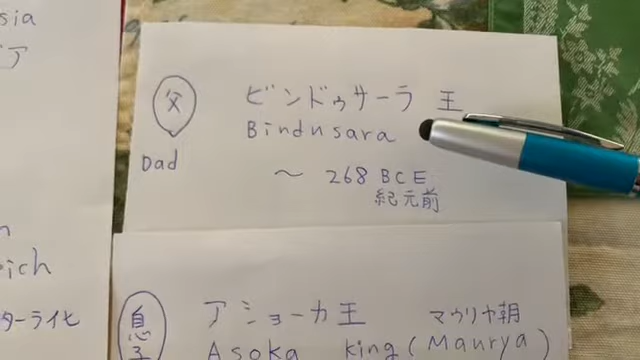 sia
ア
父
ビンドゥサーラ 王
Bindusara
Dad
〜 268 BCE
紀元前
ich
ターライヒ
息子
アショーカ王 マウリヤ朝
Asoka king (Maurya)